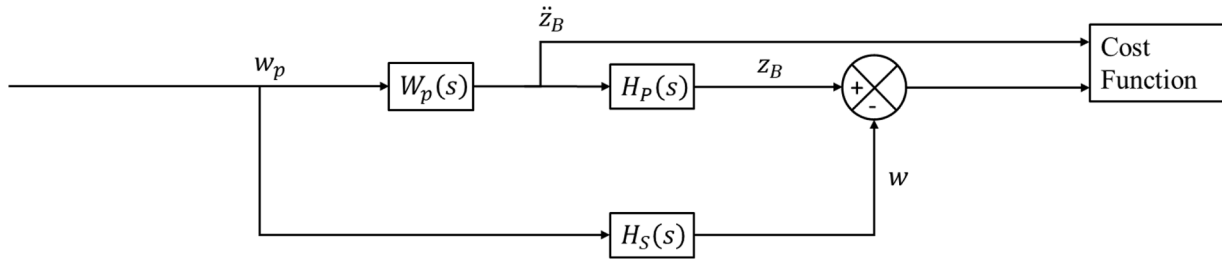 z̈_B
w_p
W_p(s)
H_P(s)
z_B
+
-
Cost
Function
w
H_S(s)